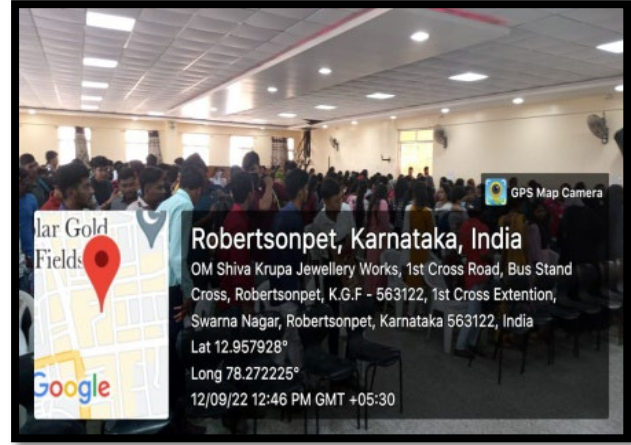 GPS Map Camera
olar Gold
Fields
Google
Robertsonpet, Karnataka, India
OM Shiva Krupa Jewellery Works, 1st Cross Road, Bus Stand
Cross, Robertsonpet, K.G.F - 563122, 1st Cross Extention,
Swarna Nagar, Robertsonpet, Karnataka 563122, India
Lat 12.957928°
Long 78.272225°
12/09/22 12:46 PM GMT +05:30